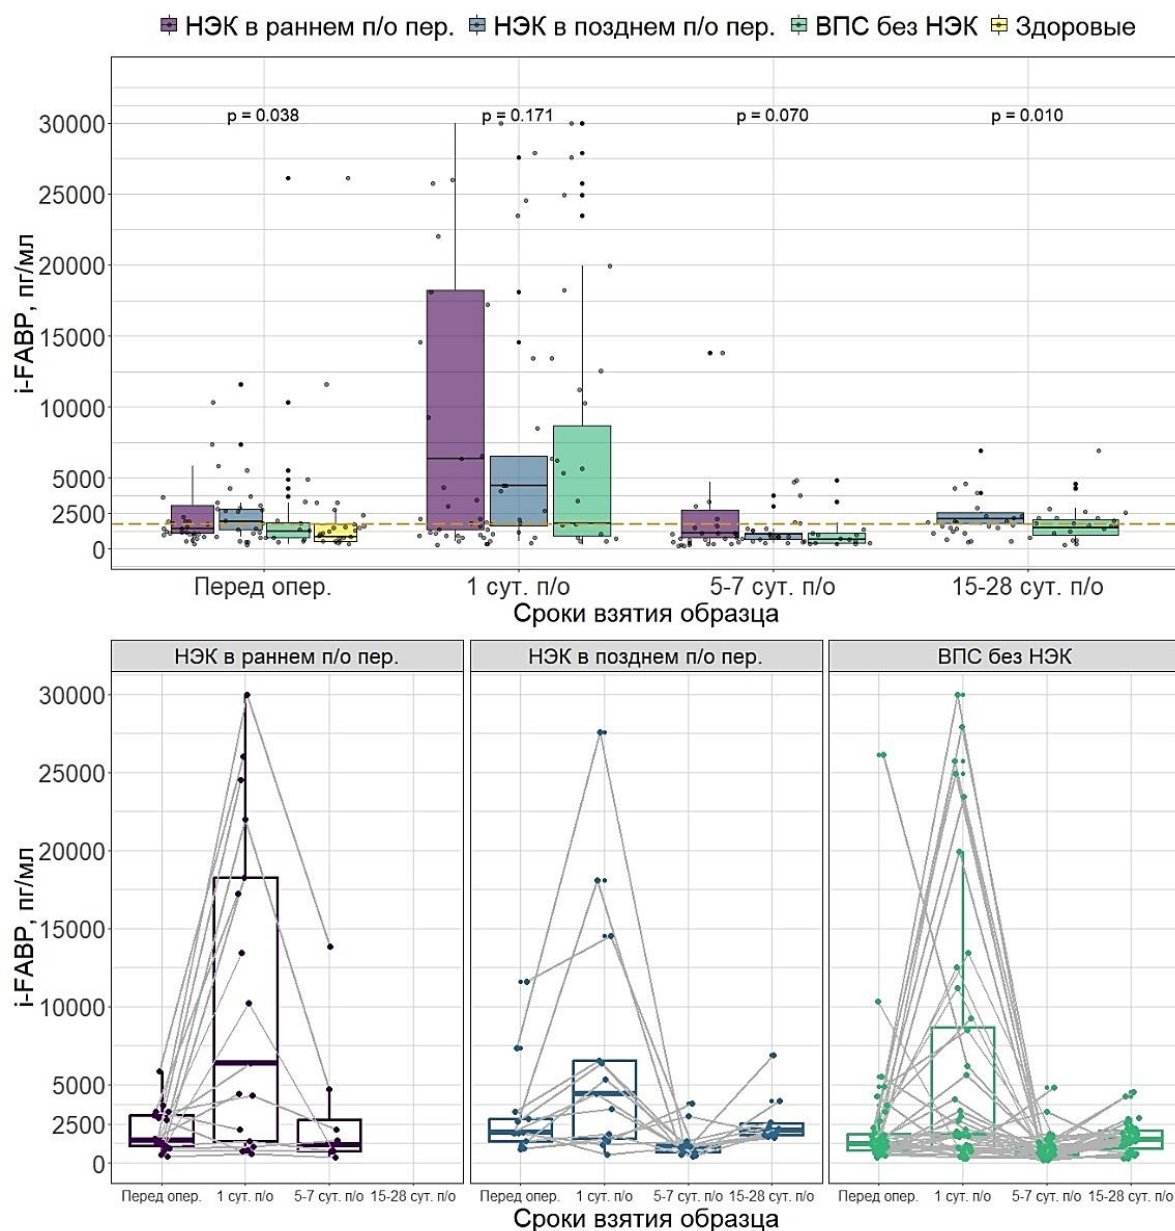 НЭК в раннем п/о пер. НЭК в позднем п/о пер. ВПС без НЭК Здоровые
i-FABP, пг/мл
30000
25000
20000
15000
10000
5000
2500
0
p = 0.038 p = 0.171 p = 0.070 p = 0.010
Перед опер. 1 сут. п/о 5-7 сут. п/о 15-28 сут. п/о
Сроки взятия образца
НЭК в раннем п/о пер. НЭК в позднем п/о пер. ВПС без НЭК
i-FABP, пг/мл
30000
25000
20000
15000
10000
5000
2500
0
Перед опер. 1 сут. п/о 5-7 сут. п/о 15-28 сут. п/о Перед опер. 1 сут. п/о 5-7 сут. п/о 15-28 сут. п/о Перед опер. 1 сут. п/о 5-7 сут. п/о 15-28 сут. п/о
Сроки взятия образца